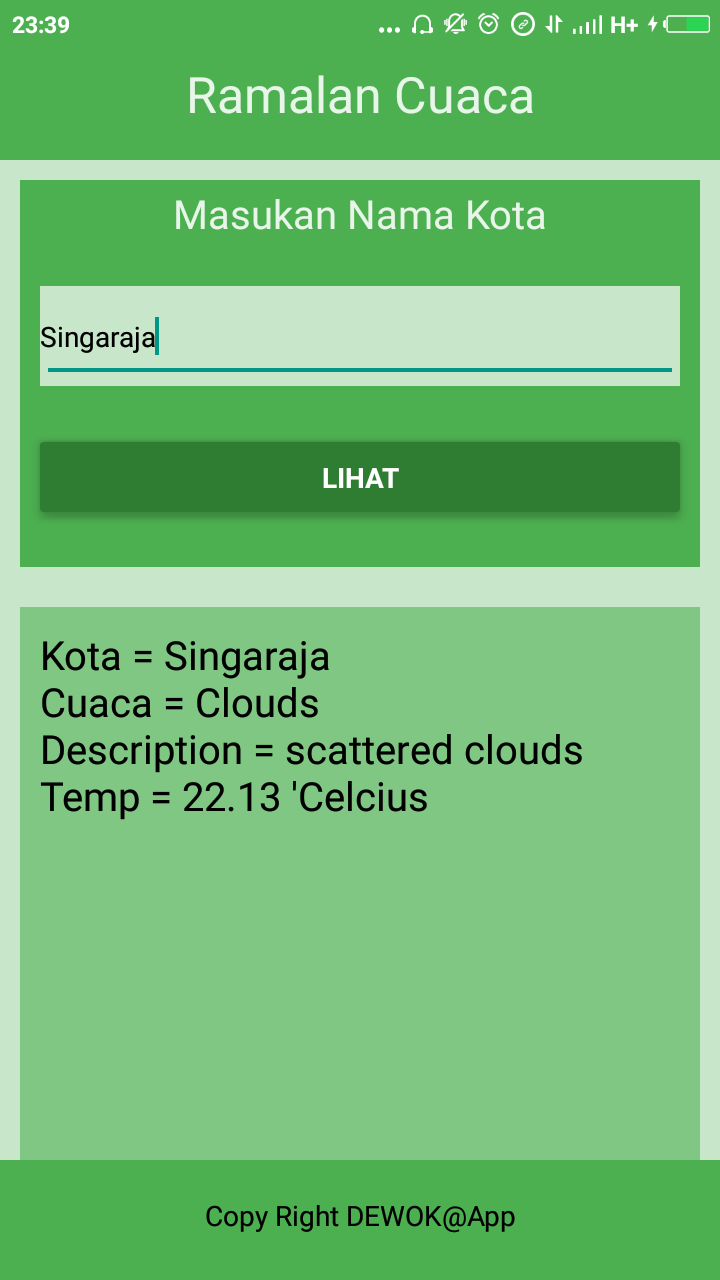 23:39
H+
Ramalan Cuaca
Masukan Nama Kota
Singaraja
LIHAT
Kota = Singaraja
Cuaca = Clouds
Description = scattered clouds
Temp = 22.13 'Celcius
Copy Right DEWOK@App